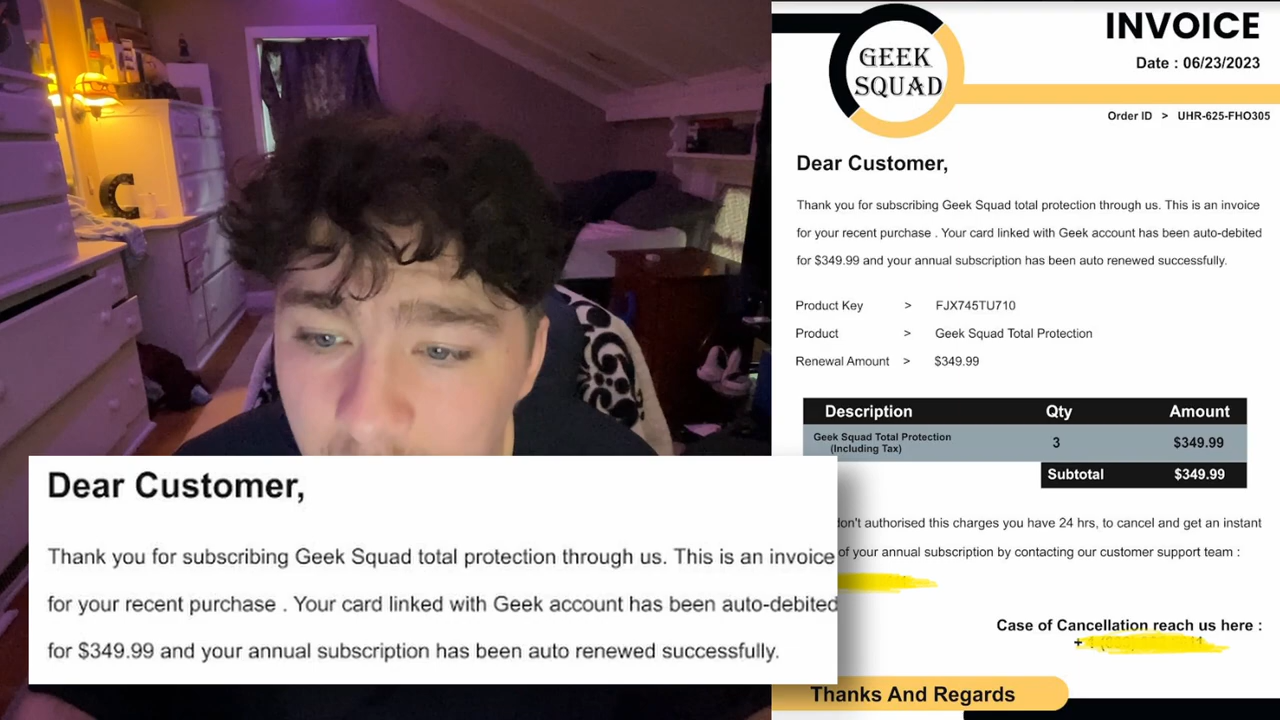 GEEK
SQUAD
INVOICE
Date : 06/23/2023
Order ID > UHR-625-FHO305
Dear Customer,
Thank you for subscribing Geek Squad total protection through us. This is an invoice
for your recent purchase . Your card linked with Geek account has been auto-debited
for $349.99 and your annual subscription has been auto renewed successfully.
Product Key > FJX745TU710
Product > Geek Squad Total Protection
Renewal Amount > $349.99
Description Qty Amount
Geek Squad Total Protection
(Including Tax) 3 $349.99
Subtotal $349.99
don't authorised this charges you have 24 hrs, to cancel and get an instant
of your annual subscription by contacting our customer support team :
Case of Cancellation reach us here :
+
Thanks And Regards
C
Dear Customer,
Thank you for subscribing Geek Squad total protection through us. This is an invoice
for your recent purchase . Your card linked with Geek account has been auto-debited
for $349.99 and your annual subscription has been auto renewed successfully.